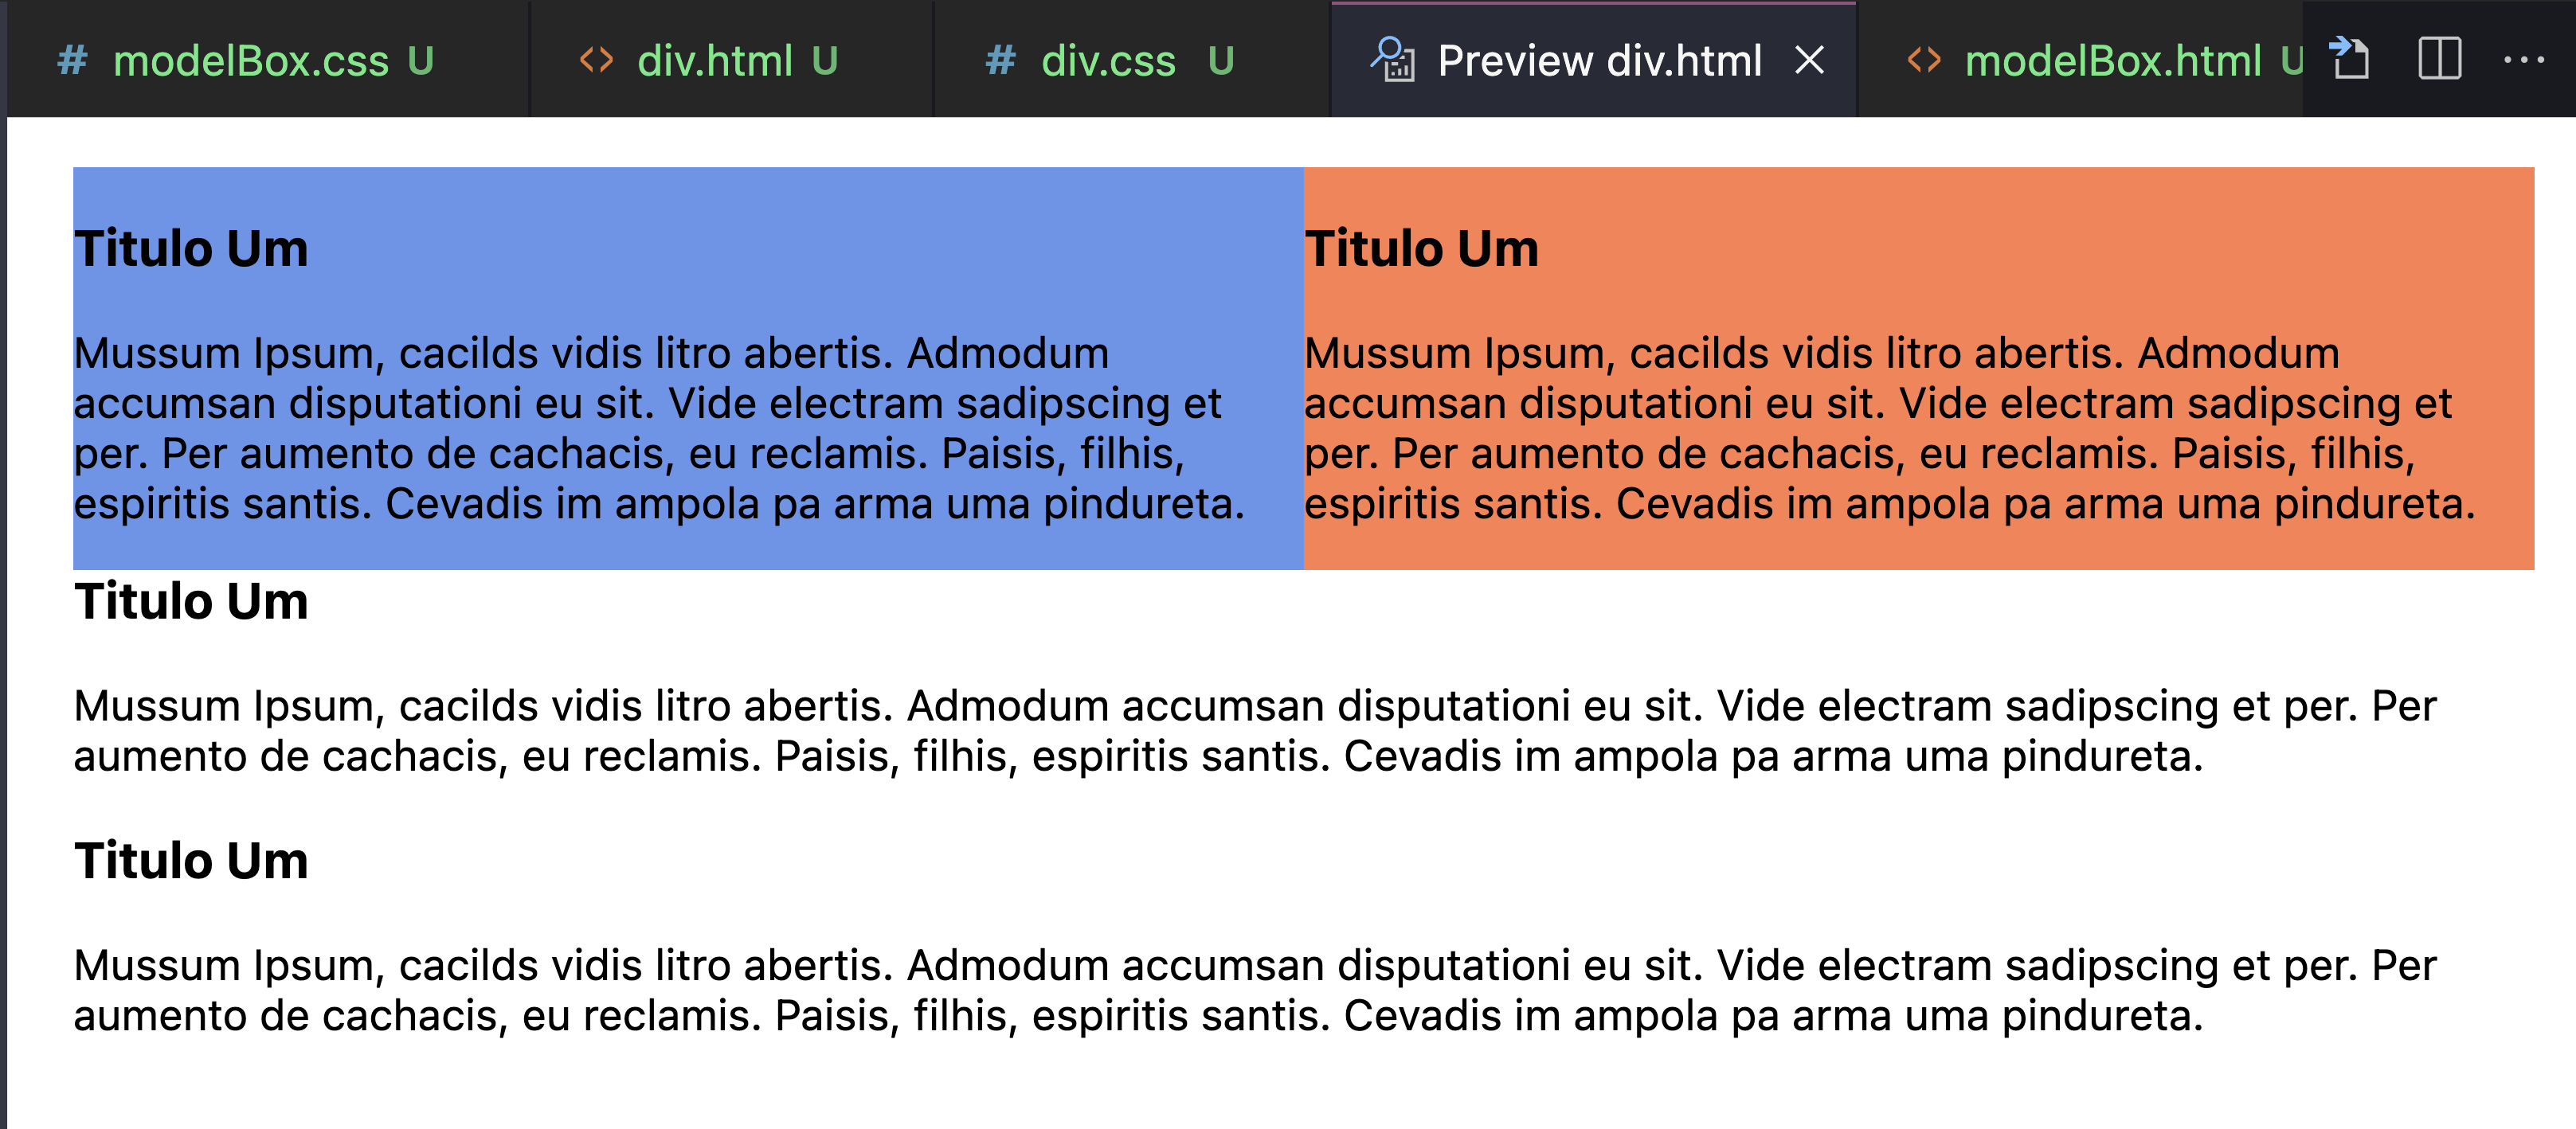 # modelBox.css U <> div.html U # div.css U Preview div.html × <> modelBox.html U ...
Titulo Um
Mussum Ipsum, cacilds vidis litro abertis. Admodum
accumsan disputationi eu sit. Vide electram sadipscing et
per. Per aumento de cachacis, eu reclamis. Paisis, filhis,
espiritis santis. Cevadis im ampola pa arma uma pindureta.
Titulo Um
Mussum Ipsum, cacilds vidis litro abertis. Admodum
accumsan disputationi eu sit. Vide electram sadipscing et
per. Per aumento de cachacis, eu reclamis. Paisis, filhis,
espiritis santis. Cevadis im ampola pa arma uma pindureta.
Titulo Um
Mussum Ipsum, cacilds vidis litro abertis. Admodum accumsan disputationi eu sit. Vide electram sadipscing et per. Per
aumento de cachacis, eu reclamis. Paisis, filhis, espiritis santis. Cevadis im ampola pa arma uma pindureta.
Titulo Um
Mussum Ipsum, cacilds vidis litro abertis. Admodum accumsan disputationi eu sit. Vide electram sadipscing et per. Per
aumento de cachacis, eu reclamis. Paisis, filhis, espiritis santis. Cevadis im ampola pa arma uma pindureta.